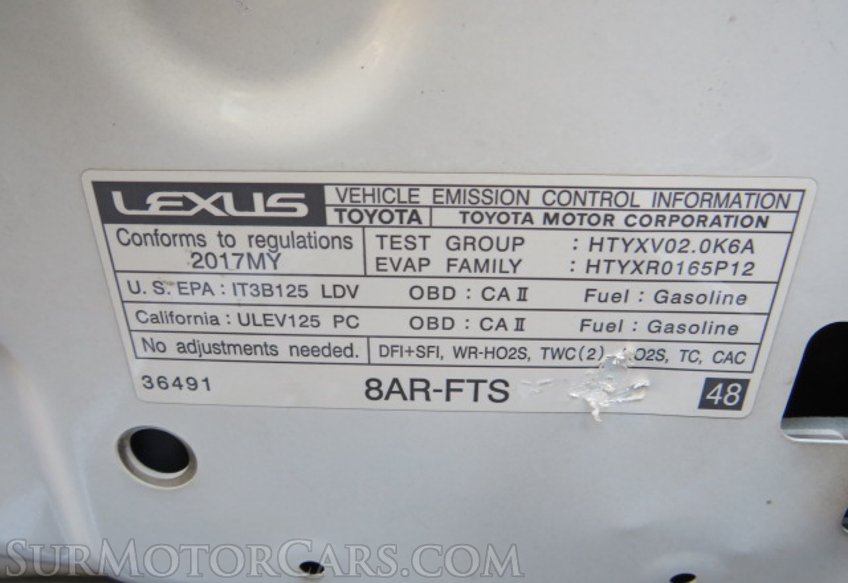 LEXUS VEHICLE EMISSION CONTROL INFORMATION
TOYOTA TOYOTA MOTOR CORPORATION
Conforms to regulations
2017MY
TEST GROUP : HTYXV02.0K6A
EVAP FAMILY : HTYXR0165P12
U. S. EPA : IT3B125 LDV OBD : CA II Fuel : Gasoline
California : ULEV125 PC OBD : CA II Fuel : Gasoline
No adjustments needed. DFI+SFI, WR-HO2S, TWC(2) O2S, TC, CAC
36491 8AR-FTS 48
SURMOTORCARS.COM